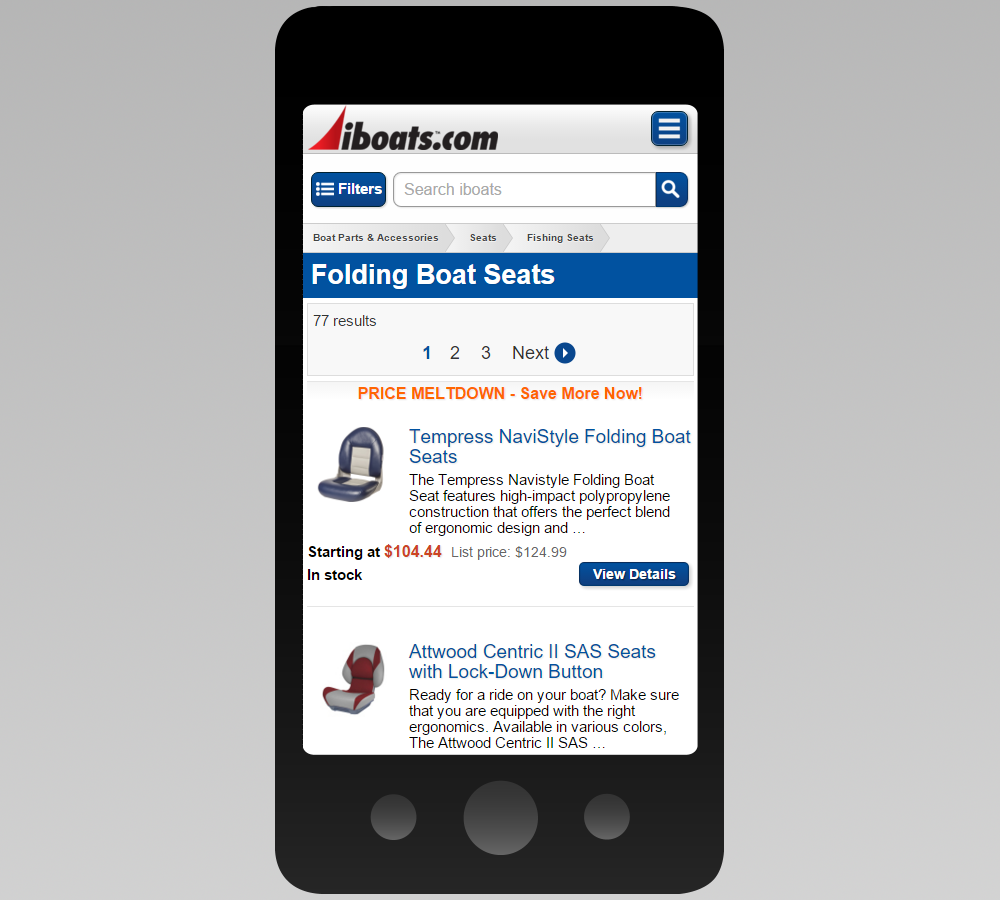 iboats.com™
Filters
Search iboats
Boat Parts & Accessories Seats Fishing Seats
Folding Boat Seats
77 results
1 2 3 Next
PRICE MELTDOWN - Save More Now!
Tempress NaviStyle Folding Boat
Seats
The Tempress Navistyle Folding Boat
Seat features high-impact polypropylene
construction that offers the perfect blend
of ergonomic design and ...
Starting at $104.44 List price: $124.99
In stock
View Details
Attwood Centric II SAS Seats
with Lock-Down Button
Ready for a ride on your boat? Make sure
that you are equipped with the right
ergonomics. Available in various colors,
The Attwood Centric II SAS ...